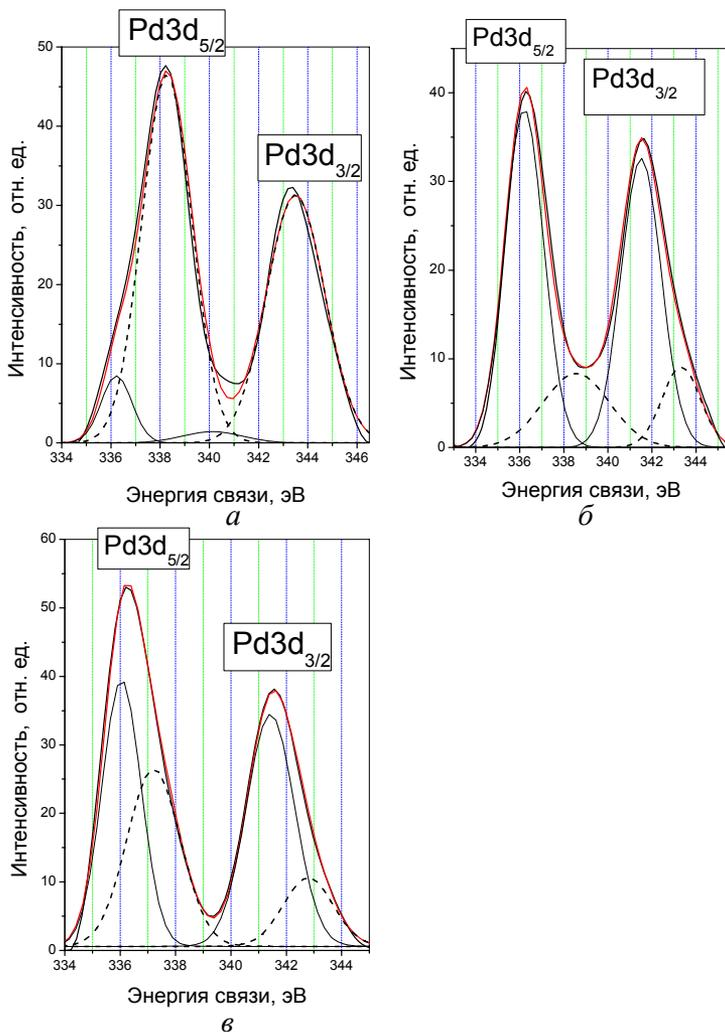 Pd3d5/2
Pd3d3/2
50
40
30
20
10
0
Интенсивность, отн. ед.
334 336 338 340 342 344 346
Энергия связи, эВ
а
Pd3d5/2
Pd3d3/2
40
30
20
10
0
Интенсивность, отн. ед.
334 336 338 340 342 344
Энергия связи, эВ
б
Pd3d5/2
Pd3d3/2
60
50
40
30
20
10
0
Интенсивность, отн. ед.
334 336 338 340 342 344
Энергия связи, эВ
в